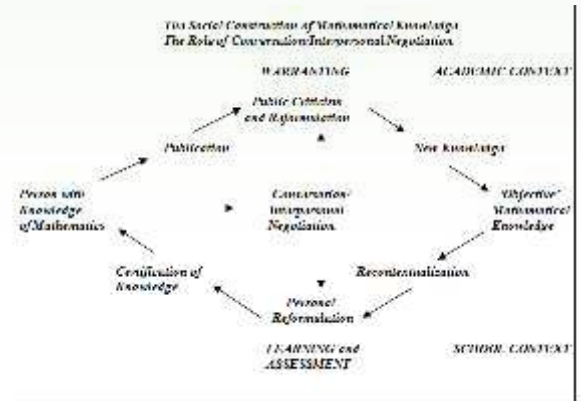 The Social Construction of Mathematical Knowledge
The Role of Conversation/Interpersonal Negotiation
WARRANTING
ACADEMIC CONTEXT
Public Criticism
and Reformulation
Publication
New Knowledge
Person with
Knowledge
of Mathematics
Conversation/
Interpersonal
Negotiation
'Objective'
Mathematical
Knowledge
Certification of
Knowledge
Recontextualization
Personal
Reformulation
LEARNING and
ASSESSMENT
SCHOOL CONTEXT